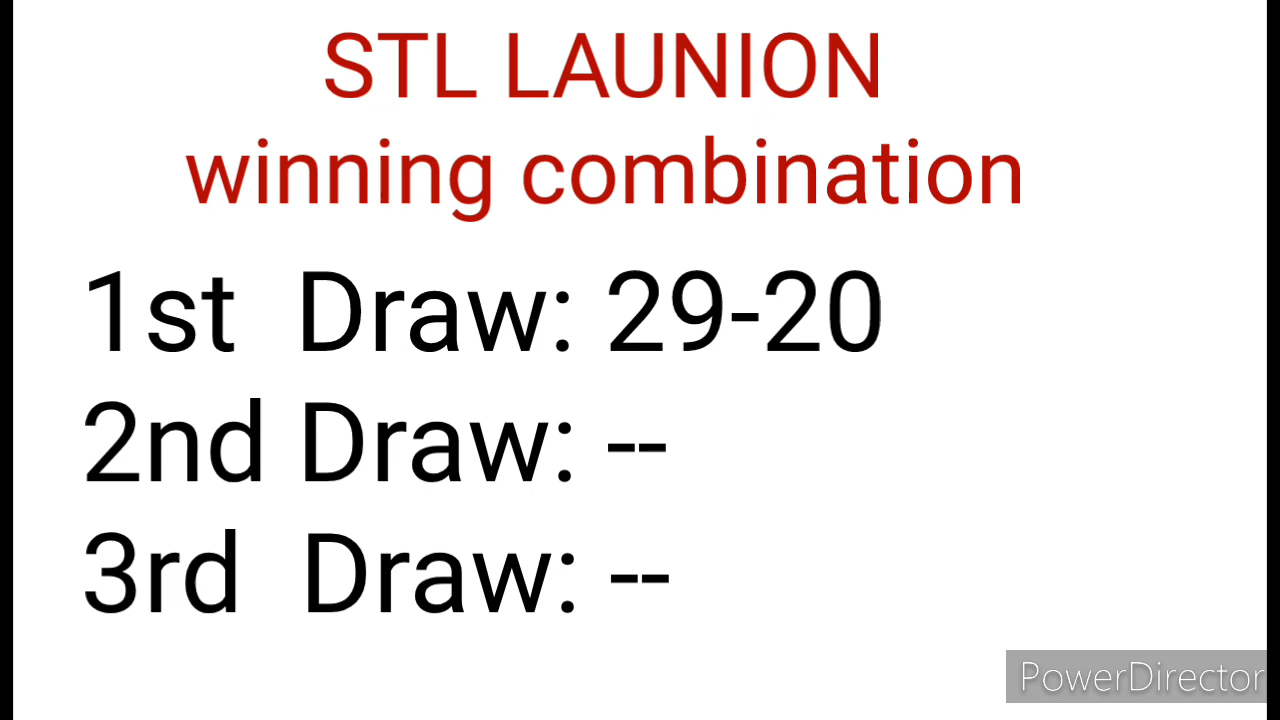 STL LAUNION
winning combination
1st Draw: 29-20
2nd Draw: --
3rd Draw: --
PowerDirector